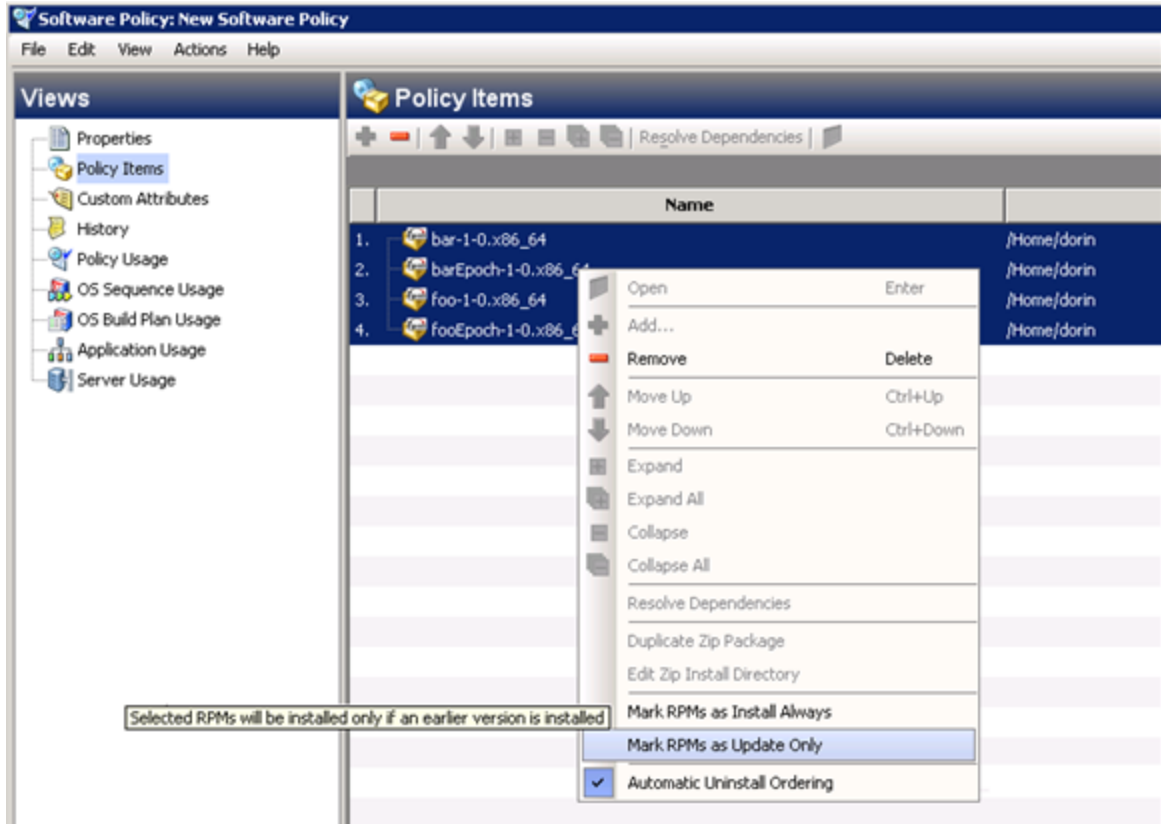 Software Policy: New Software Policy
File Edit View Actions Help
Views
Properties
Policy Items
Custom Attributes
History
Policy Usage
OS Sequence Usage
OS Build Plan Usage
Application Usage
Server Usage
Policy Items
Resolve Dependencies
Name
1. bar-1-0.x86_64 /Home/dorin
2. barEpoch-1-0.x86_64 /Home/dorin
3. foo-1-0.x86_64 /Home/dorin
4. fooEpoch-1-0.x86_6 /Home/dorin
Open Enter
Add...
Remove Delete
Move Up Ctrl+Up
Move Down Ctrl+Down
Expand
Expand All
Collapse
Collapse All
Resolve Dependencies
Duplicate Zip Package
Edit Zip Install Directory
Mark RPMs as Install Always
Selected RPMs will be installed only if an earlier version is installed
Mark RPMs as Update Only
Automatic Uninstall Ordering